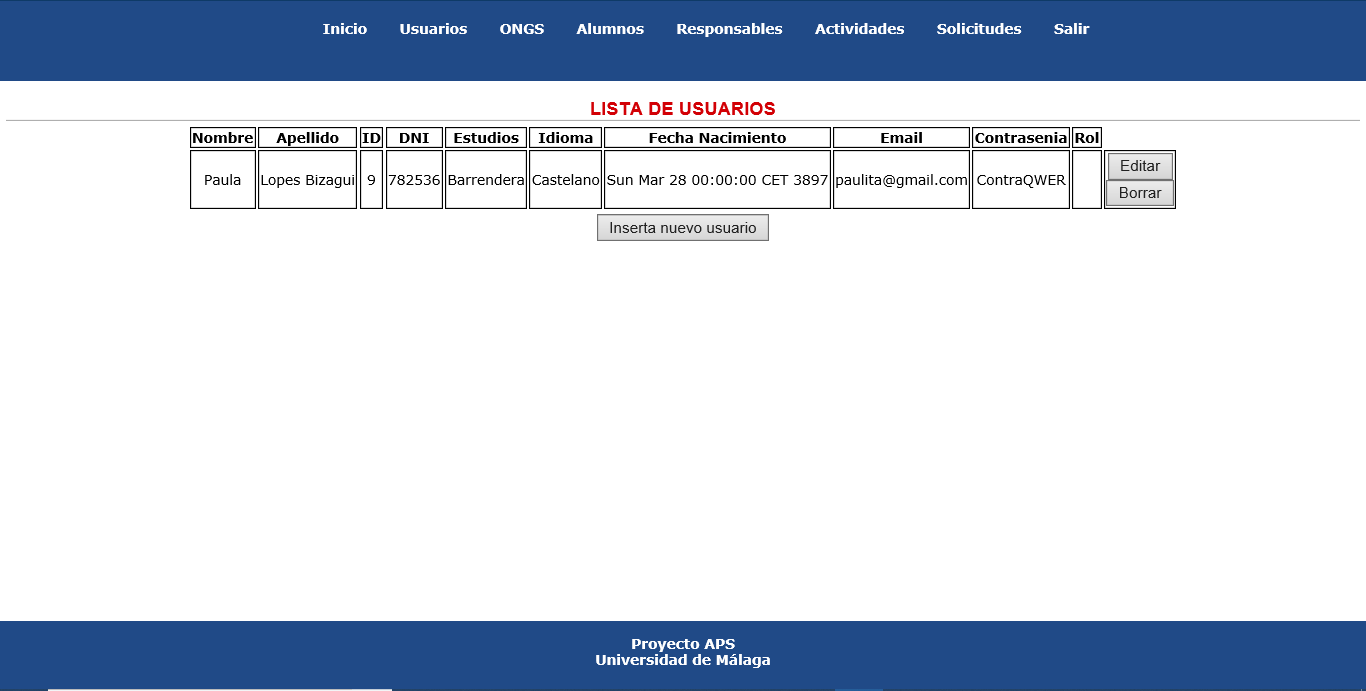 Inicio Usuarios ONGS Alumnos Responsables Actividades Solicitudes Salir
LISTA DE USUARIOS
Nombre Apellido ID DNI Estudios Idioma Fecha Nacimiento Email Contrasenia Rol
Paula Lopes Bizagui 9 782536 Barrendera Castelano Sun Mar 28 00:00:00 CET 3897 paulita@gmail.com ContraQWER Editar
Borrar
Inserta nuevo usuario
Proyecto APS
Universidad de Málaga